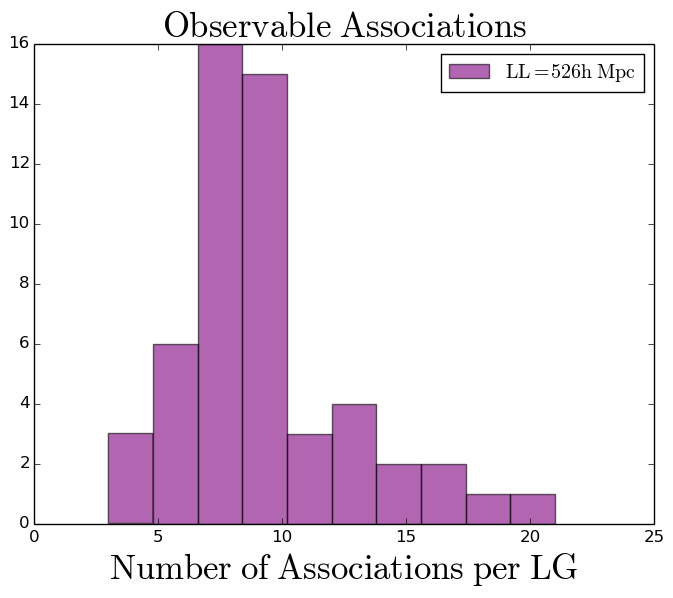 Observable Associations
16
14
12
10
8
6
4
2
0
LL = 526h Mpc
0 5 10 15 20 25
Number of Associations per LG